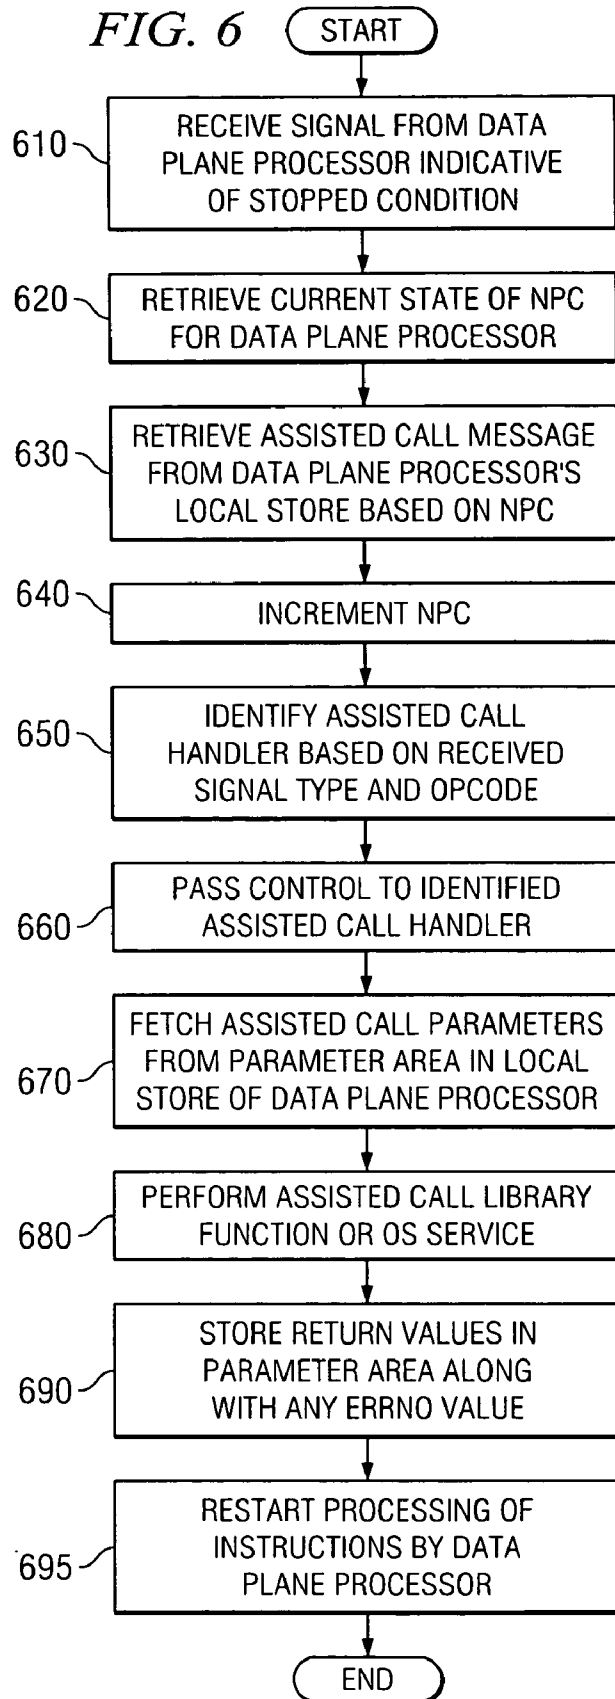 FIG. 6
START
610
RECEIVE SIGNAL FROM DATA
PLANE PROCESSOR INDICATIVE
OF STOPPED CONDITION
620
RETRIEVE CURRENT STATE OF NPC
FOR DATA PLANE PROCESSOR
630
RETRIEVE ASSISTED CALL MESSAGE
FROM DATA PLANE PROCESSOR'S
LOCAL STORE BASED ON NPC
640
INCREMENT NPC
650
IDENTIFY ASSISTED CALL
HANDLER BASED ON RECEIVED
SIGNAL TYPE AND OPCODE
660
PASS CONTROL TO IDENTIFIED
ASSISTED CALL HANDLER
670
FETCH ASSISTED CALL PARAMETERS
FROM PARAMETER AREA IN LOCAL
STORE OF DATA PLANE PROCESSOR
680
PERFORM ASSISTED CALL LIBRARY
FUNCTION OR OS SERVICE
690
STORE RETURN VALUES IN
PARAMETER AREA ALONG
WITH ANY ERRNO VALUE
695
RESTART PROCESSING OF
INSTRUCTIONS BY DATA
PLANE PROCESSOR
END